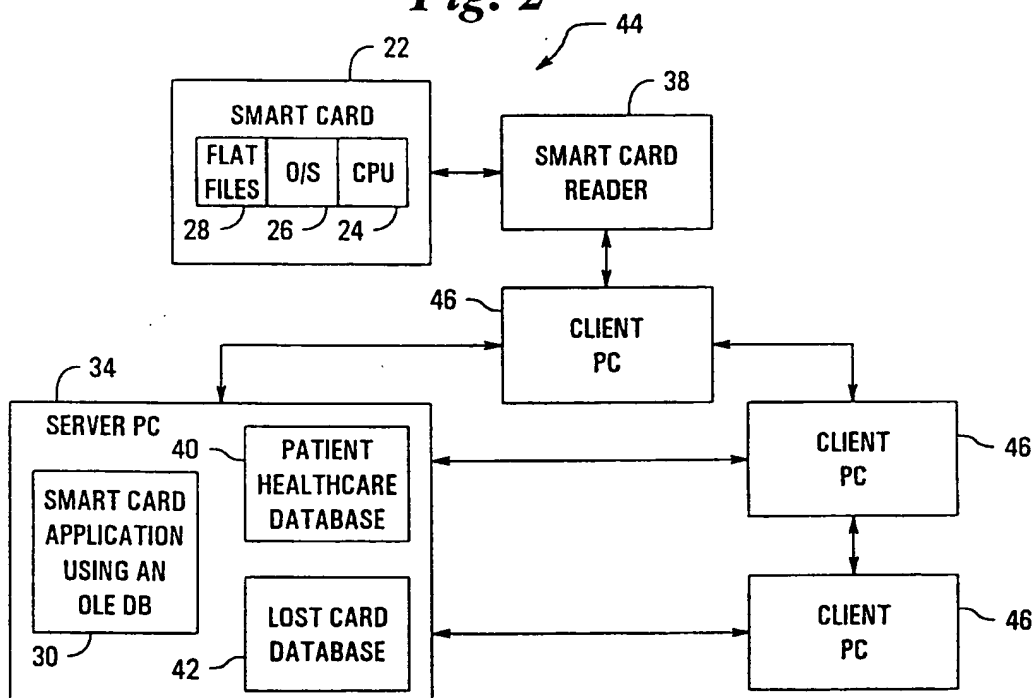 Fig. 2
44
22
SMART CARD
FLAT
FILES
O/S
CPU
28
26
24
38
SMART CARD
READER
46
CLIENT
PC
34
SERVER PC
40
PATIENT
HEALTHCARE
DATABASE
SMART CARD
APPLICATION
USING AN
OLE DB
30
LOST CARD
DATABASE
42
CLIENT
PC
46
CLIENT
PC
46